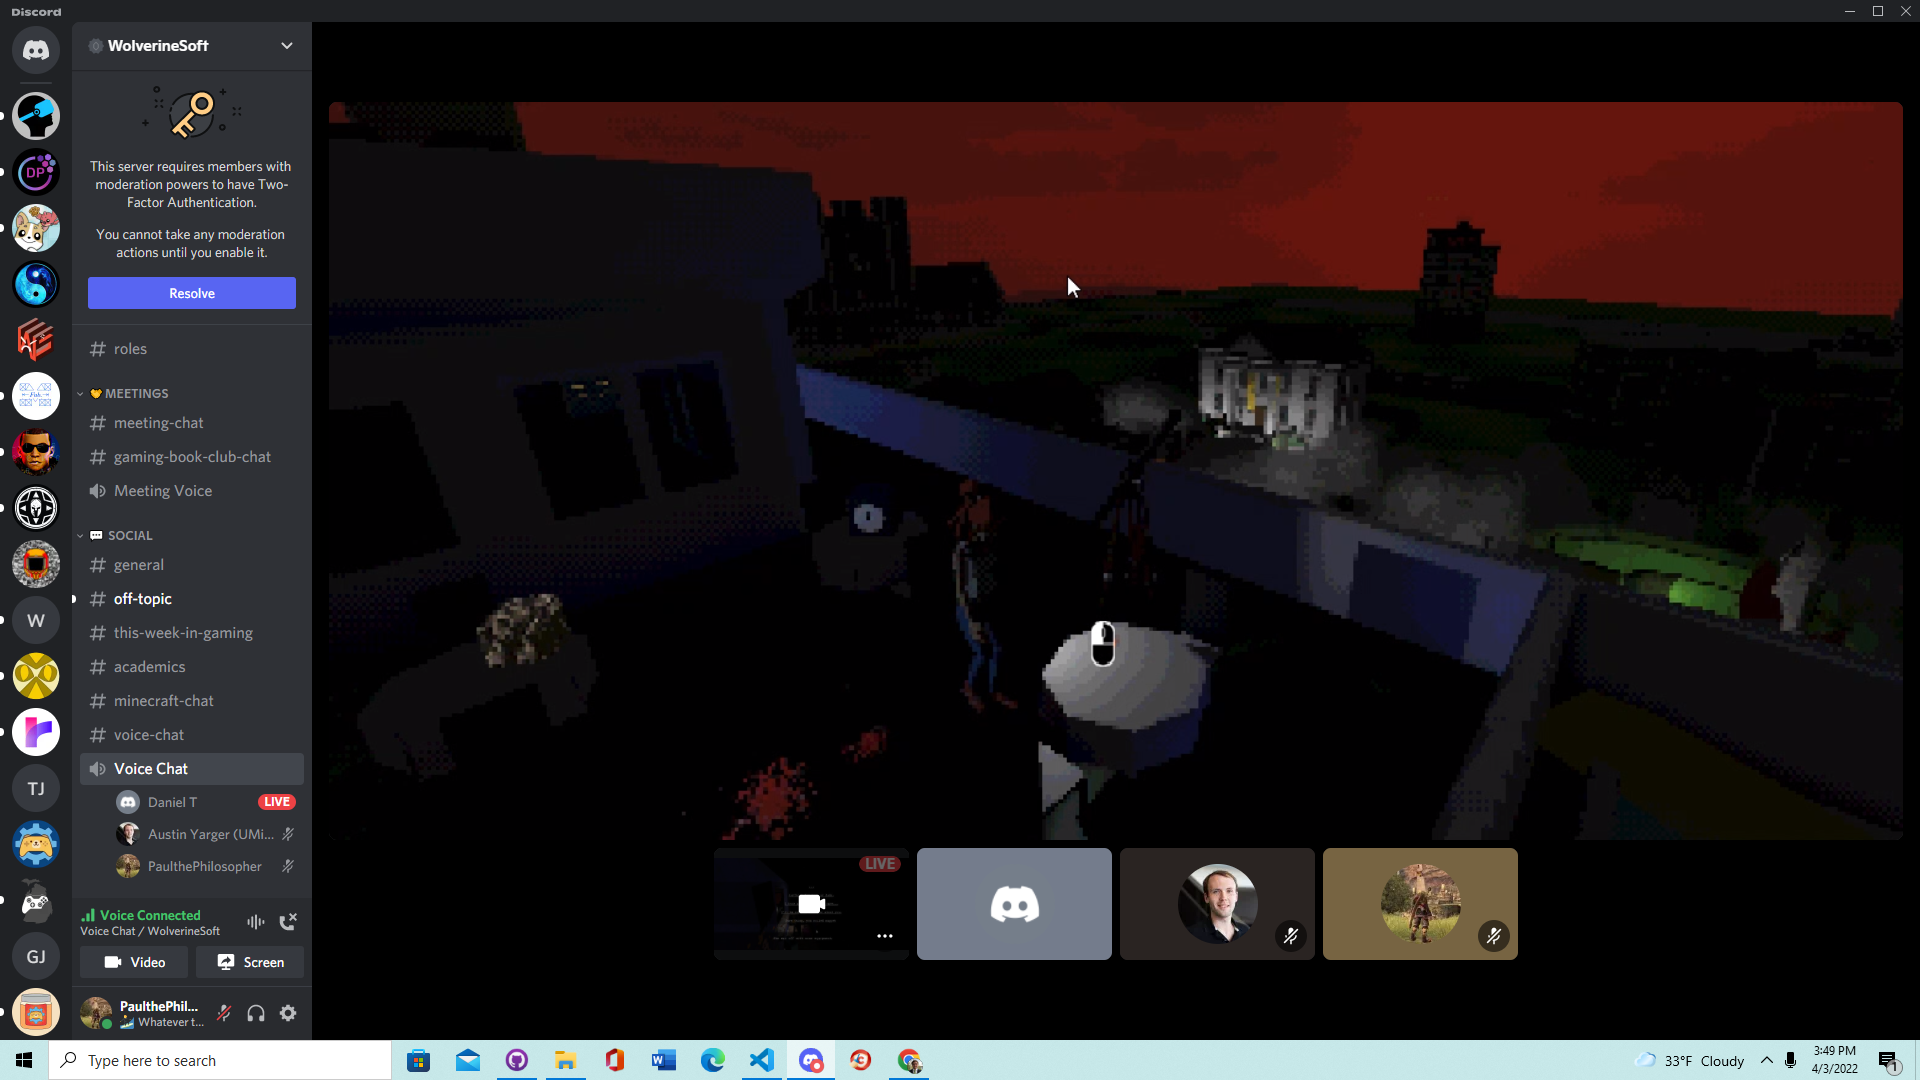 Discord
WolverineSoft
This server requires members with
moderation powers to have Two-
Factor Authentication.
You cannot take any moderation
actions until you enable it.
Resolve
roles
MEETINGS
meeting-chat
gaming-book-club-chat
Meeting Voice
SOCIAL
general
off-topic
this-week-in-gaming
academics
minecraft-chat
voice-chat
Voice Chat
Daniel T LIVE
Austin Yarger (UMi...
PaulthePhilosopher
Voice Connected
Voice Chat / WolverineSoft
Video Screen
PaulthePhil...
Whatever t...
DP
W
TJ
GJ
LIVE
Type here to search
33°F Cloudy
3:49 PM
4/3/2022
1